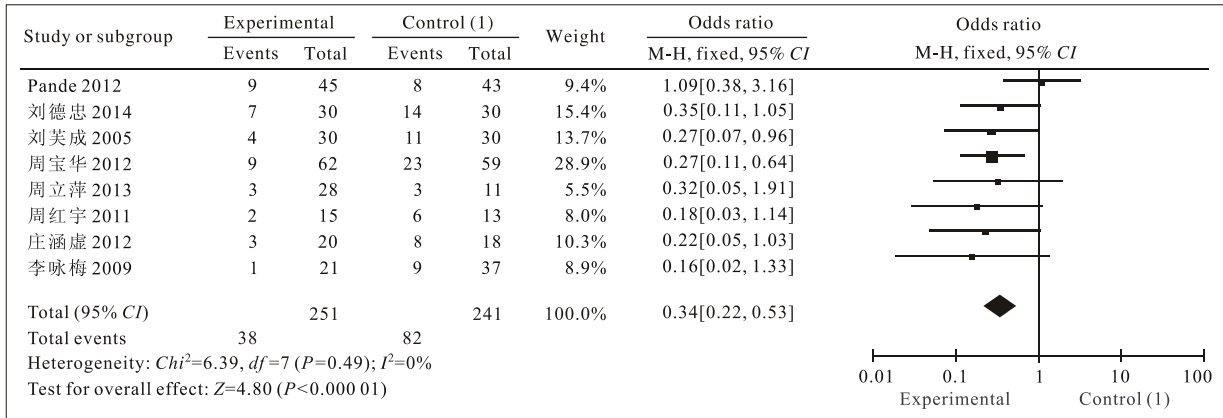 Study or subgroup Experimental Control (1) Weight Odds ratio Odds ratio
Events Total Events Total M-H, fixed, 95% CI M-H, fixed, 95% CI
Pande 2012 9 45 8 43 9.4% 1.09[0.38, 3.16]
刘德忠 2014 7 30 14 30 15.4% 0.35[0.11, 1.05]
刘芙成 2005 4 30 11 30 13.7% 0.27[0.07, 0.96]
周宝华 2012 9 62 23 59 28.9% 0.27[0.11, 0.64]
周立萍 2013 3 28 3 11 5.5% 0.32[0.05, 1.91]
周红宇 2011 2 15 6 13 8.0% 0.18[0.03, 1.14]
庄涵虚 2012 3 20 8 18 10.3% 0.22[0.05, 1.03]
李咏梅 2009 1 21 9 37 8.9% 0.16[0.02, 1.33]
Total (95% CI) 251 241 100.0% 0.34[0.22, 0.53]
Total events 38 82
Heterogeneity: Chi²=6.39, df=7 (P=0.49); I²=0%
Test for overall effect: Z=4.80 (P<0.000 01)
0.01 0.1 1 10 100
Experimental Control (1)